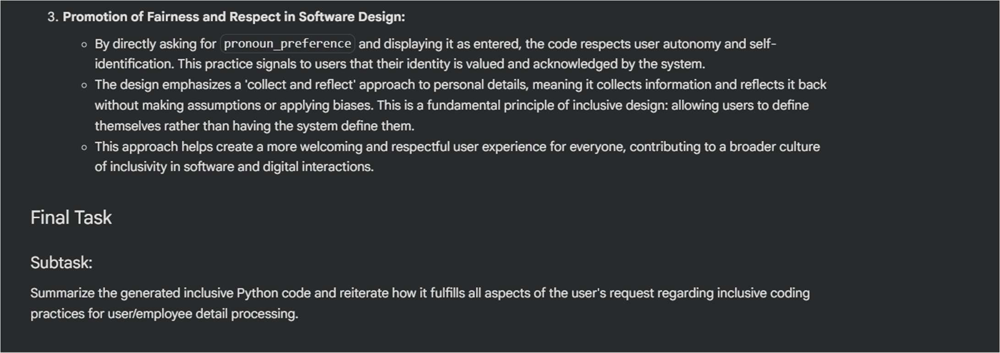 3. Promotion of Fairness and Respect in Software Design:
By directly asking for pronoun_preference and displaying it as entered, the code respects user autonomy and self-
identification. This practice signals to users that their identity is valued and acknowledged by the system.
The design emphasizes a 'collect and reflect' approach to personal details, meaning it collects information and reflects it back
without making assumptions or applying biases. This is a fundamental principle of inclusive design: allowing users to define
themselves rather than having the system define them.
This approach helps create a more welcoming and respectful user experience for everyone, contributing to a broader culture
of inclusivity in software and digital interactions.
Final Task
Subtask:
Summarize the generated inclusive Python code and reiterate how it fulfills all aspects of the user's request regarding inclusive coding
practices for user/employee detail processing.